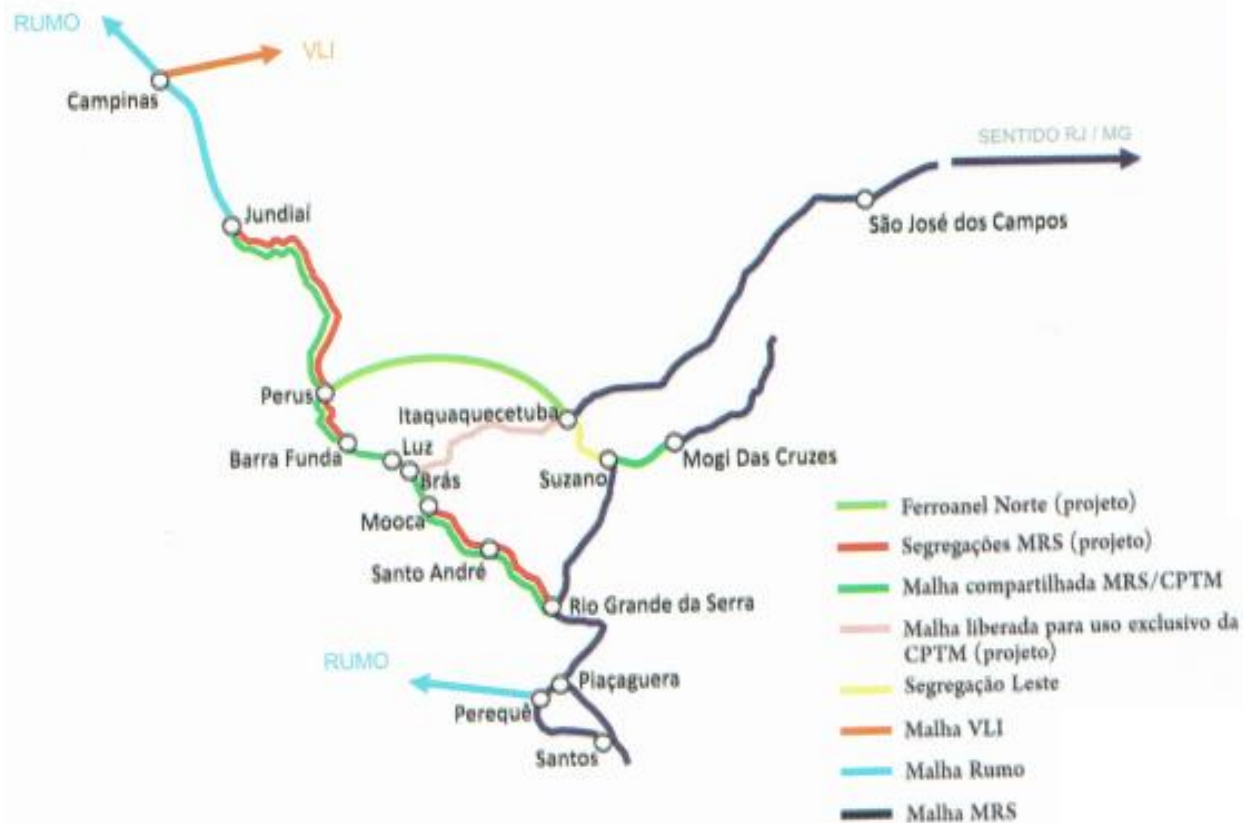 RUMO
VLI
Campinas
SENTIDO RJ / MG
São José dos Campos
Jundiaí
Perus
Itaquaquecetuba
Barra Funda
Luz
Brás
Suzano
Mogi Das Cruzes
Mooca
Santo André
Rio Grande da Serra
RUMO
Piaçaguera
Perequê
Santos
Ferroanel Norte (projeto)
Segregações MRS (projeto)
Malha compartilhada MRS/CPTM
Malha liberada para uso exclusivo da
CPTM (projeto)
Segregação Leste
Malha VLI
Malha Rumo
Malha MRS